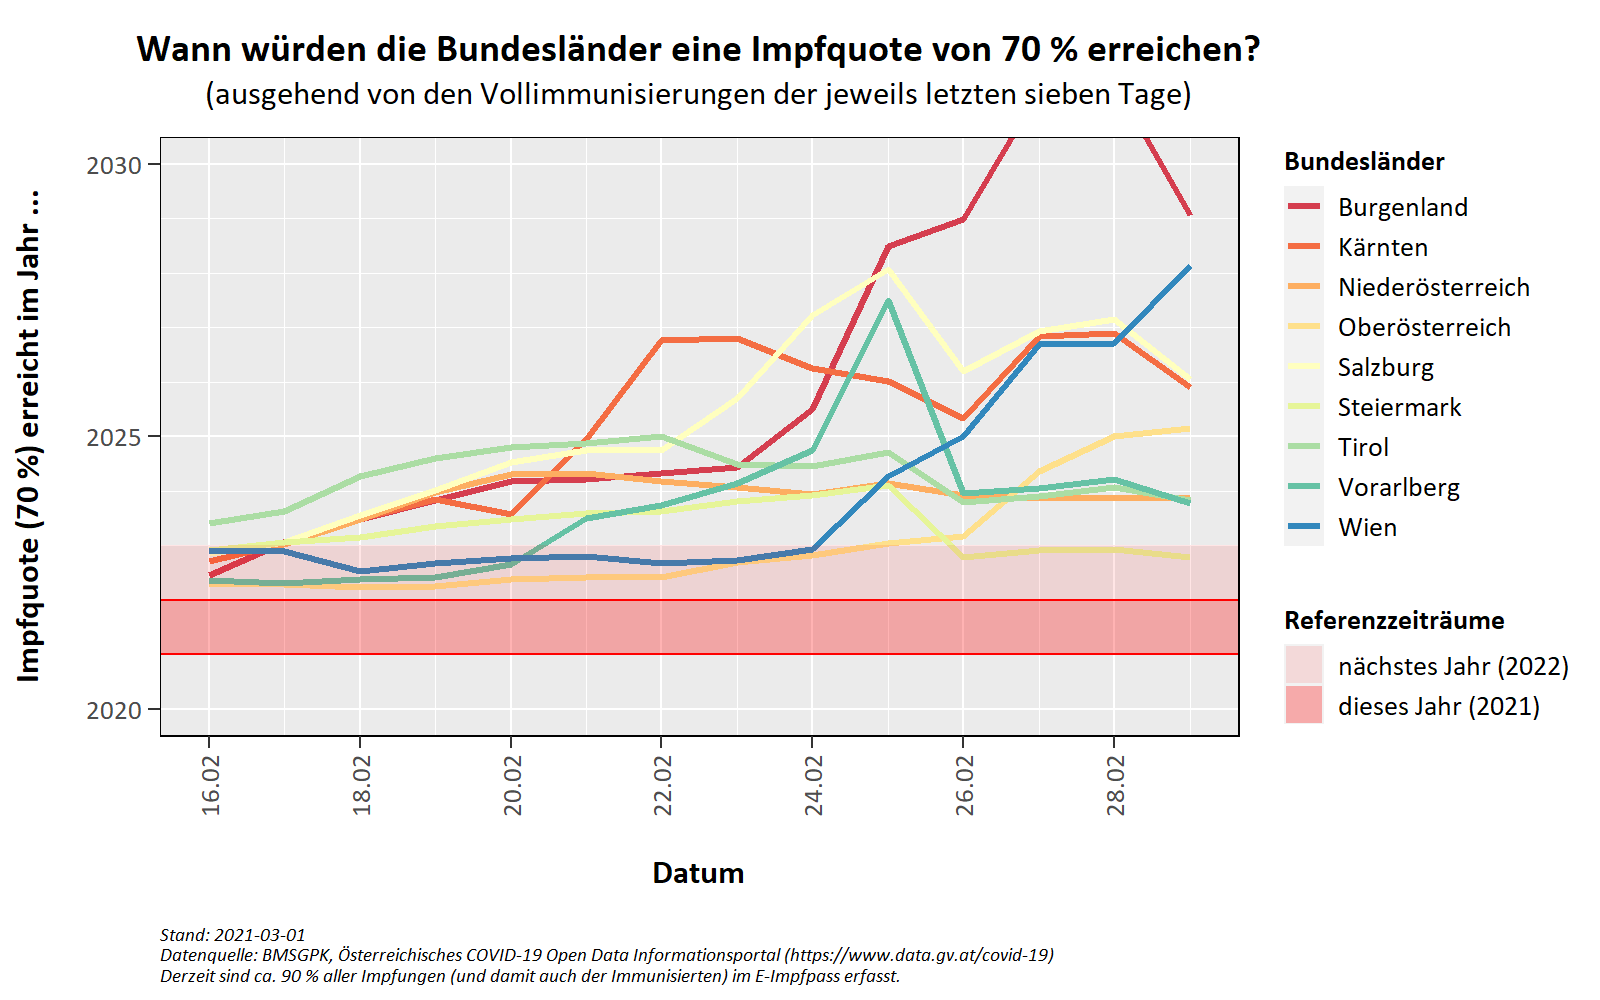 Wann würden die Bundesländer eine Impfquote von 70 % erreichen?
(ausgehend von den Vollimmunisierungen der jeweils letzten sieben Tage)
Impfquote (70 %) erreicht im Jahr ...
2030
2025
2020
16.02
18.02
20.02
22.02
24.02
26.02
28.02
Datum
Bundesländer
Burgenland
Kärnten
Niederösterreich
Oberösterreich
Salzburg
Steiermark
Tirol
Vorarlberg
Wien
Referenzzeiträume
nächstes Jahr (2022)
dieses Jahr (2021)
Stand: 2021-03-01
Datenquelle: BMSGPK, Österreichisches COVID-19 Open Data Informationsportal (https://www.data.gv.at/covid-19)
Derzeit sind ca. 90 % aller Impfungen (und damit auch der Immunisierten) im E-Impfpass erfasst.